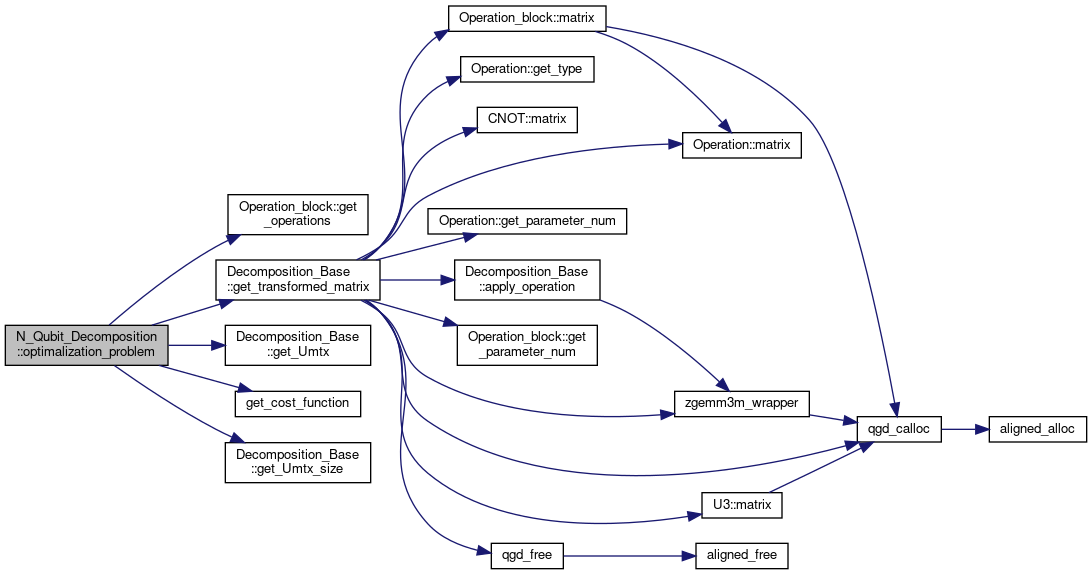 Operation_block::matrix
Operation::get_type
CNOT::matrix
Operation::matrix
Operation_block::get
_operations
Operation::get_parameter_num
Decomposition_Base
::get_transformed_matrix
Decomposition_Base
::apply_operation
N_Qubit_Decomposition
::optimalization_problem
Decomposition_Base
::get_Umtx
Operation_block::get
_parameter_num
get_cost_function
zgemm3m_wrapper
qgd_calloc
aligned_alloc
Decomposition_Base
::get_Umtx_size
U3::matrix
qgd_free
aligned_free